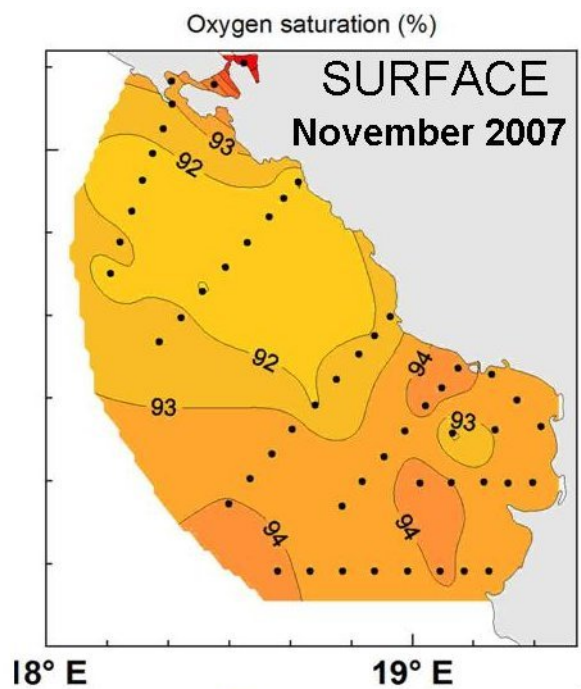 Oxygen saturation (%)
SURFACE
November 2007
93
92
92
94
93
93
94
94
18° E
19° E